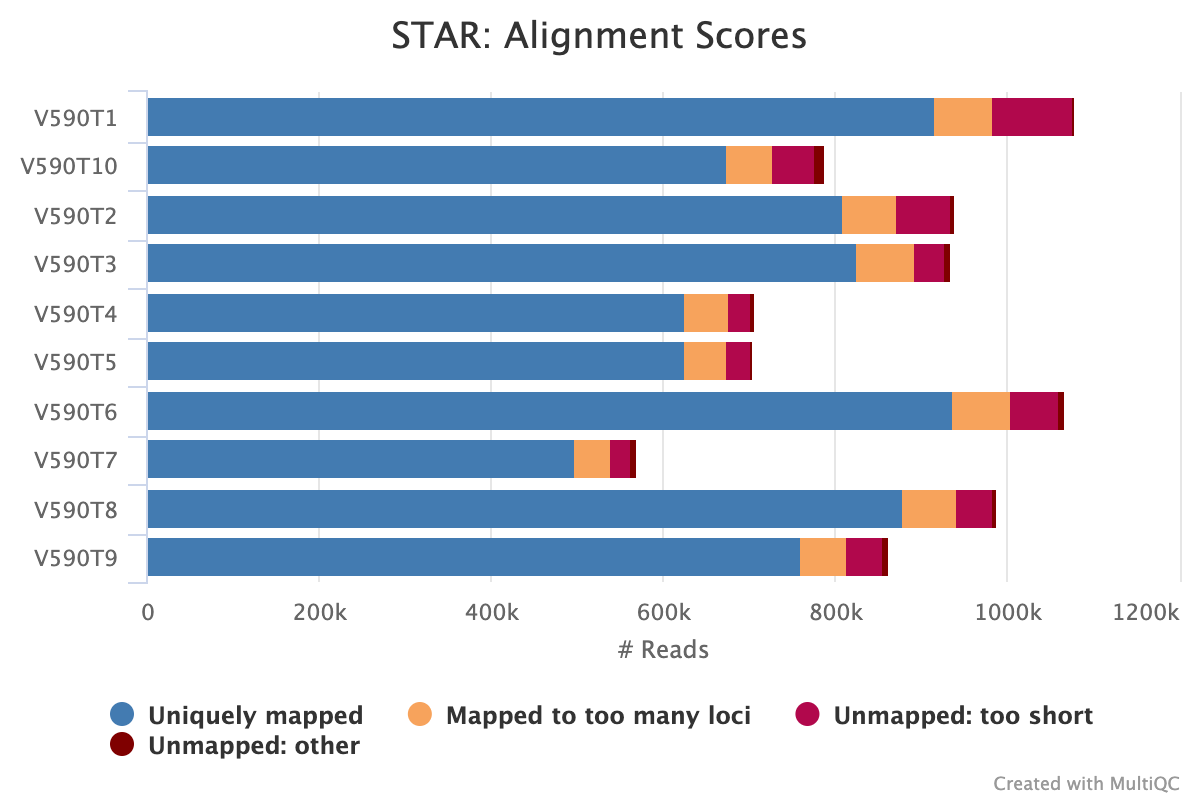 STAR: Alignment Scores
V590T1
V590T10
V590T2
V590T3
V590T4
V590T5
V590T6
V590T7
V590T8
V590T9
0 200k 400k 600k 800k 1000k 1200k
# Reads
Uniquely mapped Mapped to too many loci Unmapped: too short
Unmapped: other
Created with MultiQC